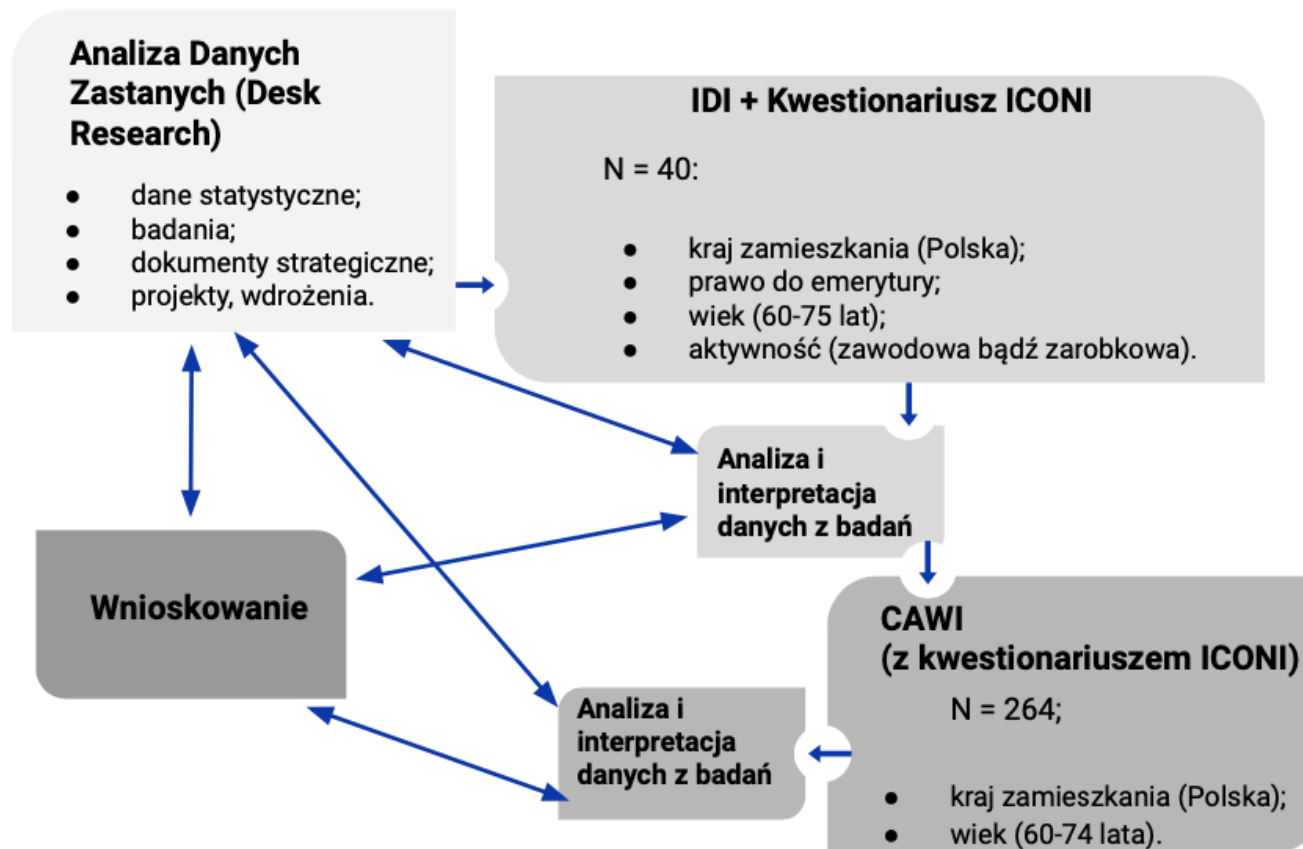 Analiza Danych
Zastanych (Desk
Research)
● dane statystyczne;
● badania;
● dokumenty strategiczne;
● projekty, wdrożenia.
IDI + Kwestionariusz ICONI
N = 40:
● kraj zamieszkania (Polska);
● prawo do emerytury;
● wiek (60-75 lat);
● aktywność (zawodowa bądź zarobkowa).
Analiza i
interpretacja
danych z badań
CAWI
(z kwestionariuszem ICONI)
N = 264;
● kraj zamieszkania (Polska);
● wiek (60-74 lata).
Analiza i
interpretacja
danych z badań
Wnioskowanie